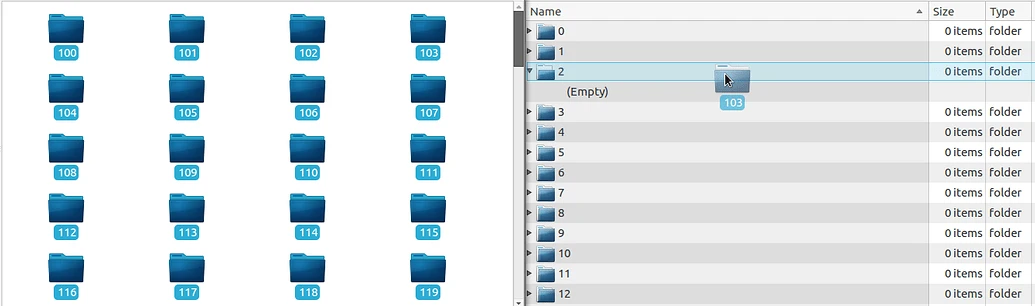 100 101 102 103
104 105 106 107
108 109 110 111
112 113 114 115
116 117 118 119
Name Size Type
0 0 items folder
1 0 items folder
2 0 items folder
103
(Empty)
3 0 items folder
4 0 items folder
5 0 items folder
6 0 items folder
7 0 items folder
8 0 items folder
9 0 items folder
10 0 items folder
11 0 items folder
12 0 items folder